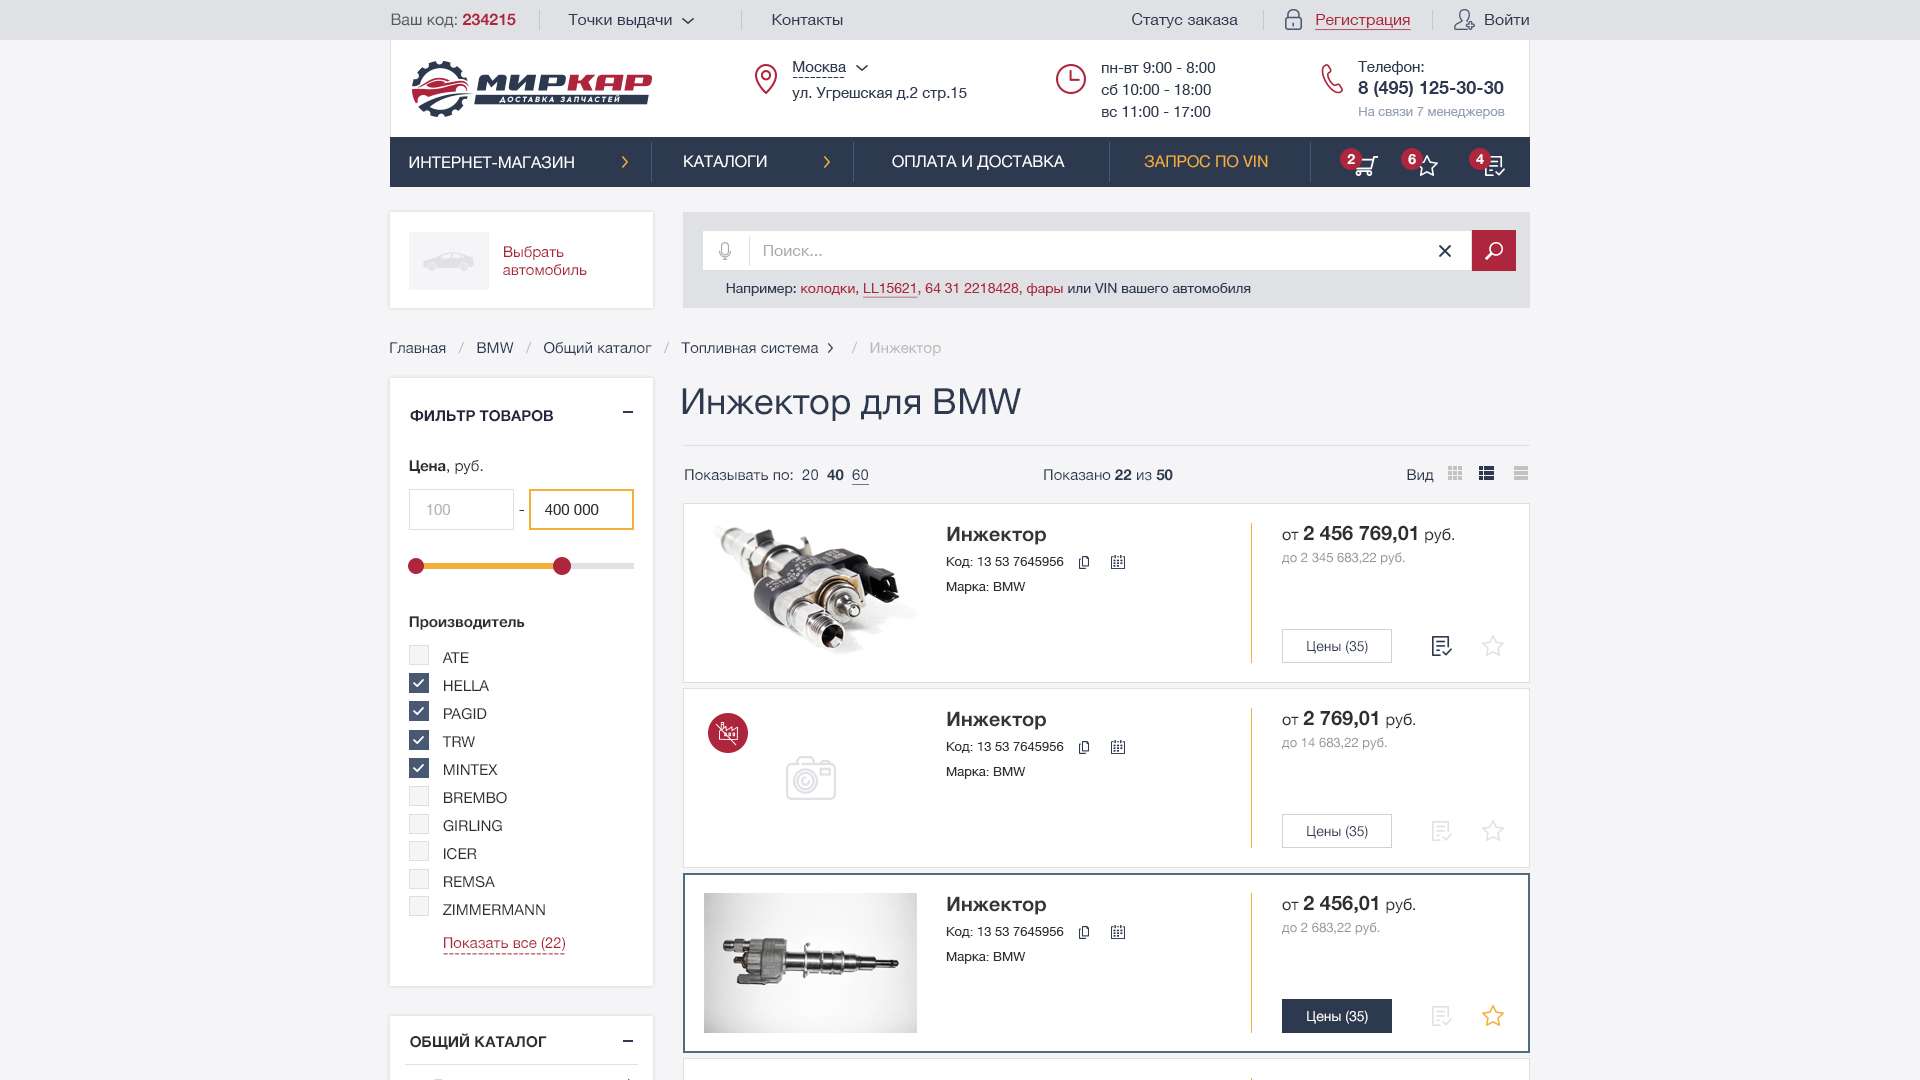 Ваш код: 234215
Точки выдачи
Контакты
Статус заказа
Регистрация
Войти
МИРКАР
ДОСТАВКА ЗАПЧАСТЕЙ
Москва
ул. Угрешская д.2 стр.15
пн-вт 9:00 - 8:00
сб 10:00 - 18:00
вс 11:00 - 17:00
Телефон:
8 (495) 125-30-30
На связи 7 менеджеров
ИНТЕРНЕТ-МАГАЗИН
КАТАЛОГИ
ОПЛАТА И ДОСТАВКА
ЗАПРОС ПО VIN
2
6
4
Выбрать
автомобиль
Поиск...
Например: колодки, LL15621, 64 31 2218428, фары или VIN вашего автомобиля
Главная / BMW / Общий каталог / Топливная система / Инжектор
ФИЛЬТР ТОВАРОВ
Цена, руб.
100 - 400 000
Производитель
ATE
HELLA
PAGID
TRW
MINTEX
BREMBO
GIRLING
ICER
REMSA
ZIMMERMANN
Показать все (22)
ОБЩИЙ КАТАЛОГ
Инжектор для BMW
Показывать по: 20 40 60
Показано 22 из 50
Вид
Инжектор
Код: 13 53 7645956
Марка: BMW
от 2 456 769,01 руб.
до 2 345 683,22 руб.
Цены (35)
Инжектор
Код: 13 53 7645956
Марка: BMW
от 2 769,01 руб.
до 14 683,22 руб.
Цены (35)
Инжектор
Код: 13 53 7645956
Марка: BMW
от 2 456,01 руб.
до 2 683,22 руб.
Цены (35)